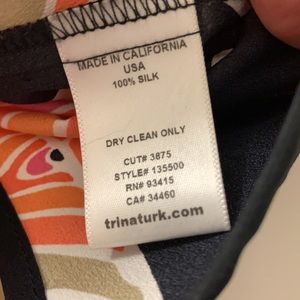 MADE IN CALIFORNIA
USA
100% SILK
DRY CLEAN ONLY
CUT# 3875
STYLE# 135500
RN# 93415
CA# 34460
trinaturk.com